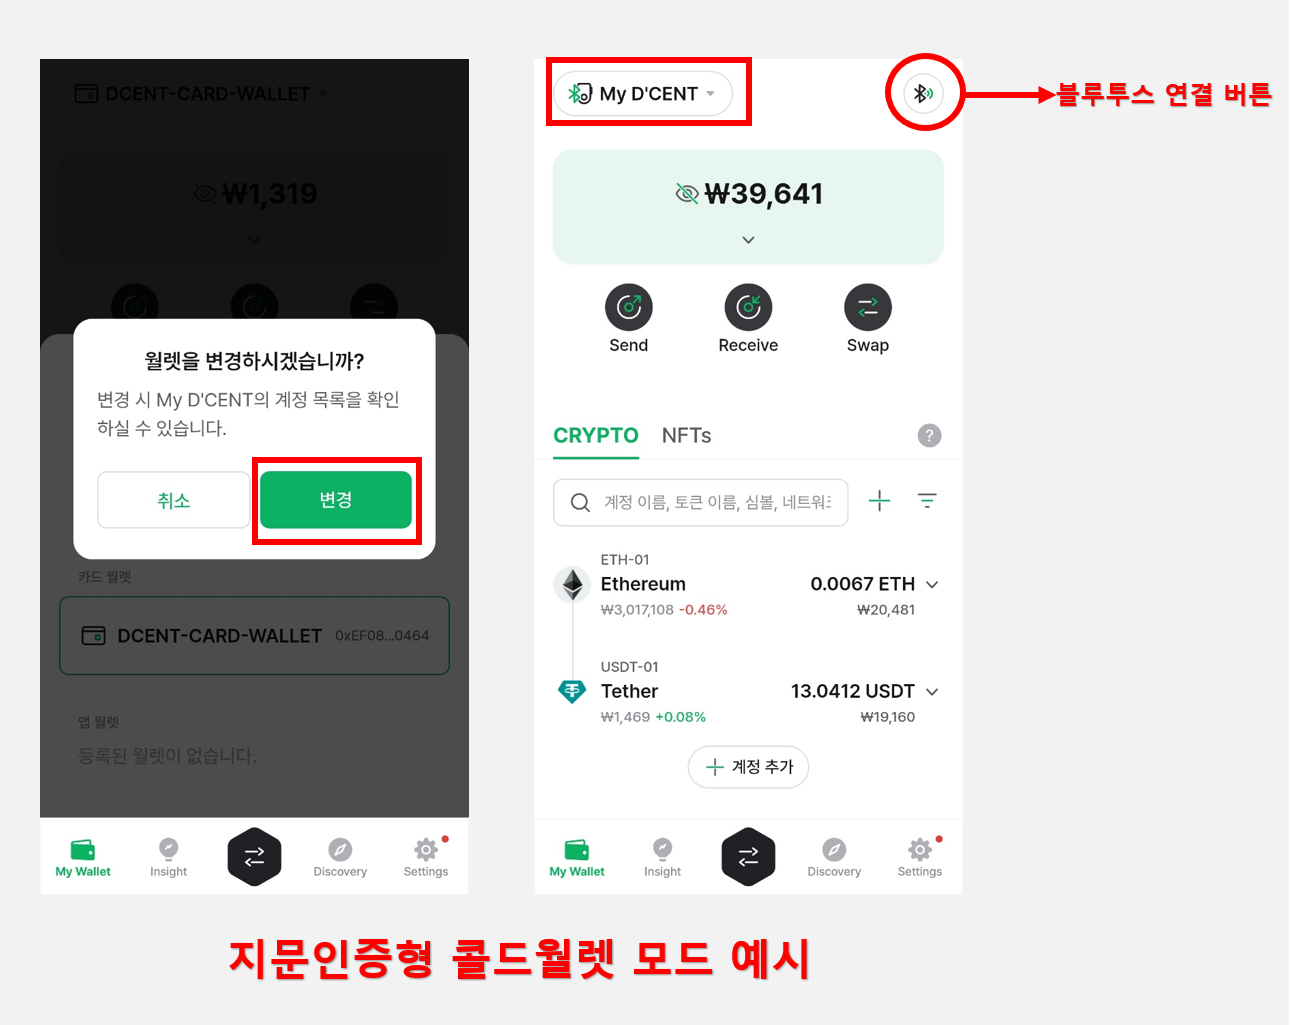 DCENT-CARD-WALLET
₩1,319
월렛을 변경하시겠습니까?
변경 시 My D'CENT의 계정 목록을 확인
하실 수 있습니다.
취소
변경
카드 월렛
DCENT-CARD-WALLET 0xEF08...0464
앱 월렛
등록된 월렛이 없습니다.
My Wallet
Insight
Discovery
Settings
My D'CENT
블루투스 연결 버튼
₩39,641
Send
Receive
Swap
CRYPTO
NFTs
?
계정 이름, 토큰 이름, 심볼, 네트워크
ETH-01
Ethereum 0.0067 ETH
₩3,017,108 -0.46% ₩20,481
USDT-01
Tether 13.0412 USDT
₩1,469 +0.08% ₩19,160
계정 추가
My Wallet
Insight
Discovery
Settings
지문인증형 콜드월렛 모드 예시